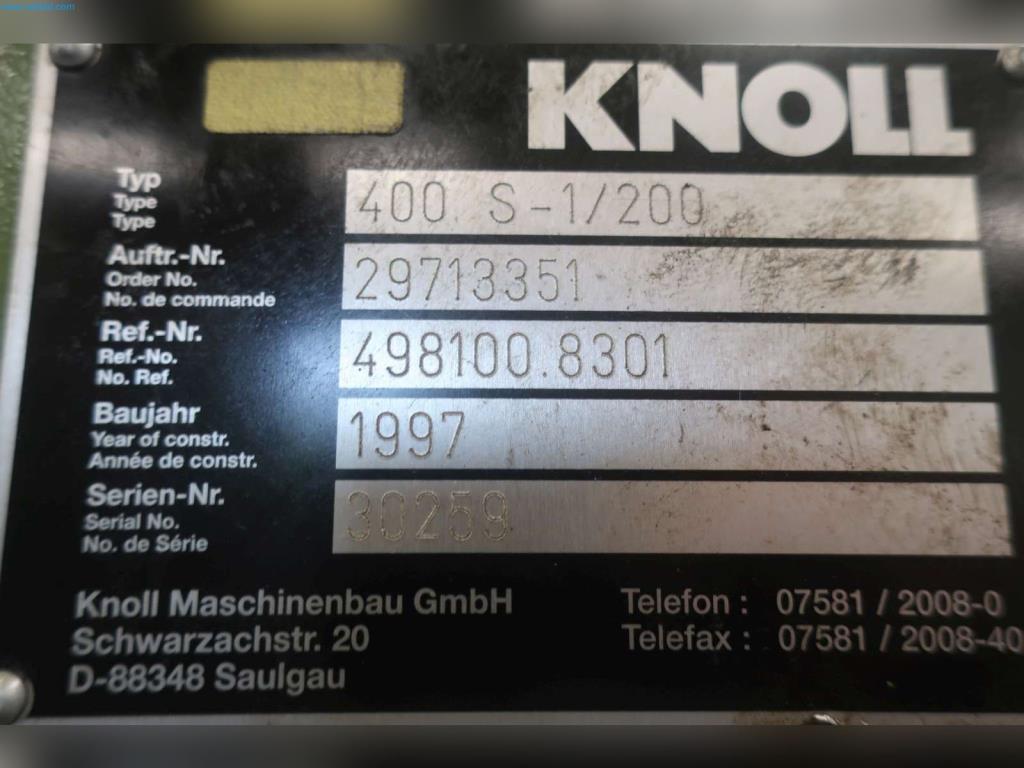 KNOLL
Typ
Type
Type
400 S-1/200
Auftr.-Nr.
Order No.
No. de commande
29713351
Ref.-Nr.
Ref.-No.
No. Ref.
498100.8301
Baujahr
Year of constr.
Année de constr.
1997
Serien-Nr.
Serial No.
No. de Série
30259
Knoll Maschinenbau GmbH
Schwarzachstr. 20
D-88348 Saulgau
Telefon : 07581 / 2008-0
Telefax : 07581 / 2008-40